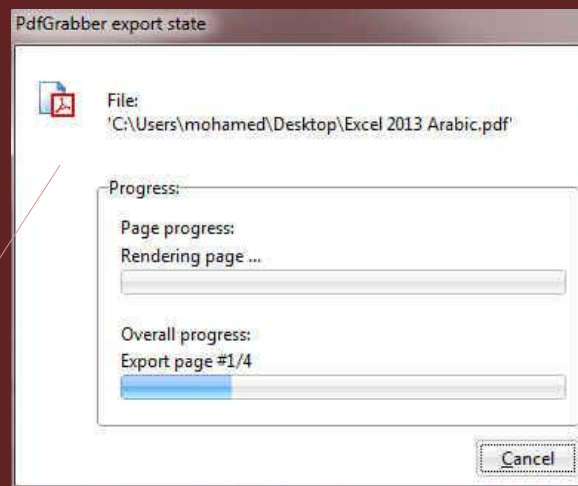 PdfGrabber export state
File:
'C:\Users\mohamed\Desktop\Excel 2013 Arabic.pdf'
Progress:
Page progress:
Rendering page ...
Overall progress:
Export page #1/4
Cancel